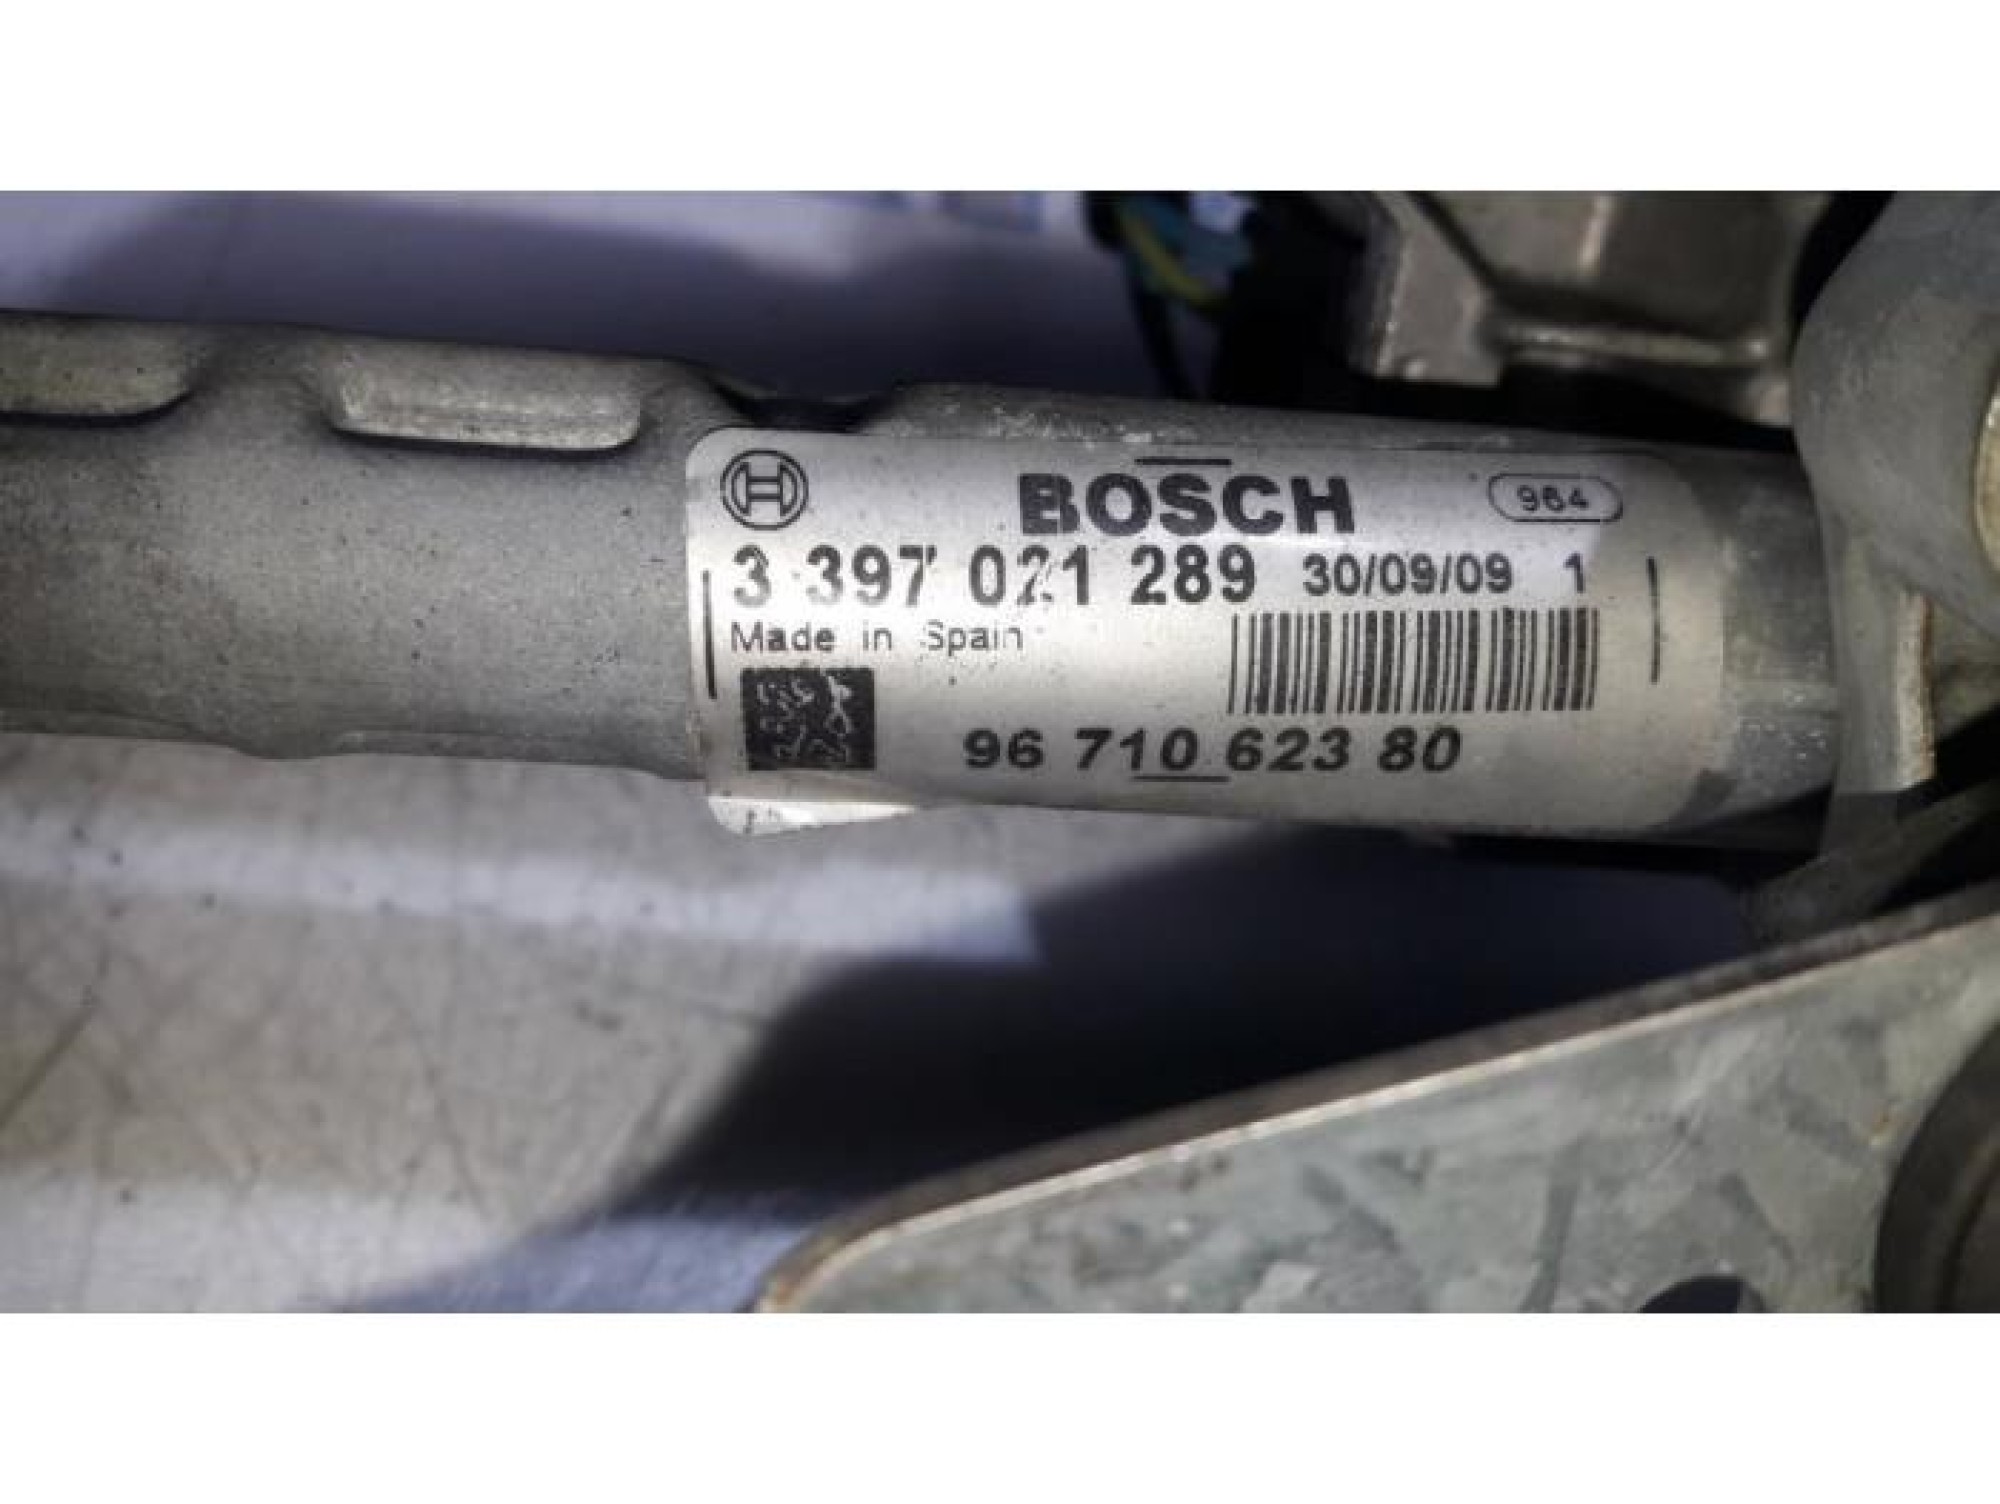 BOSCH 964
3 397 021 289 30/09/09 1
Made in Spain
96 710 623 80